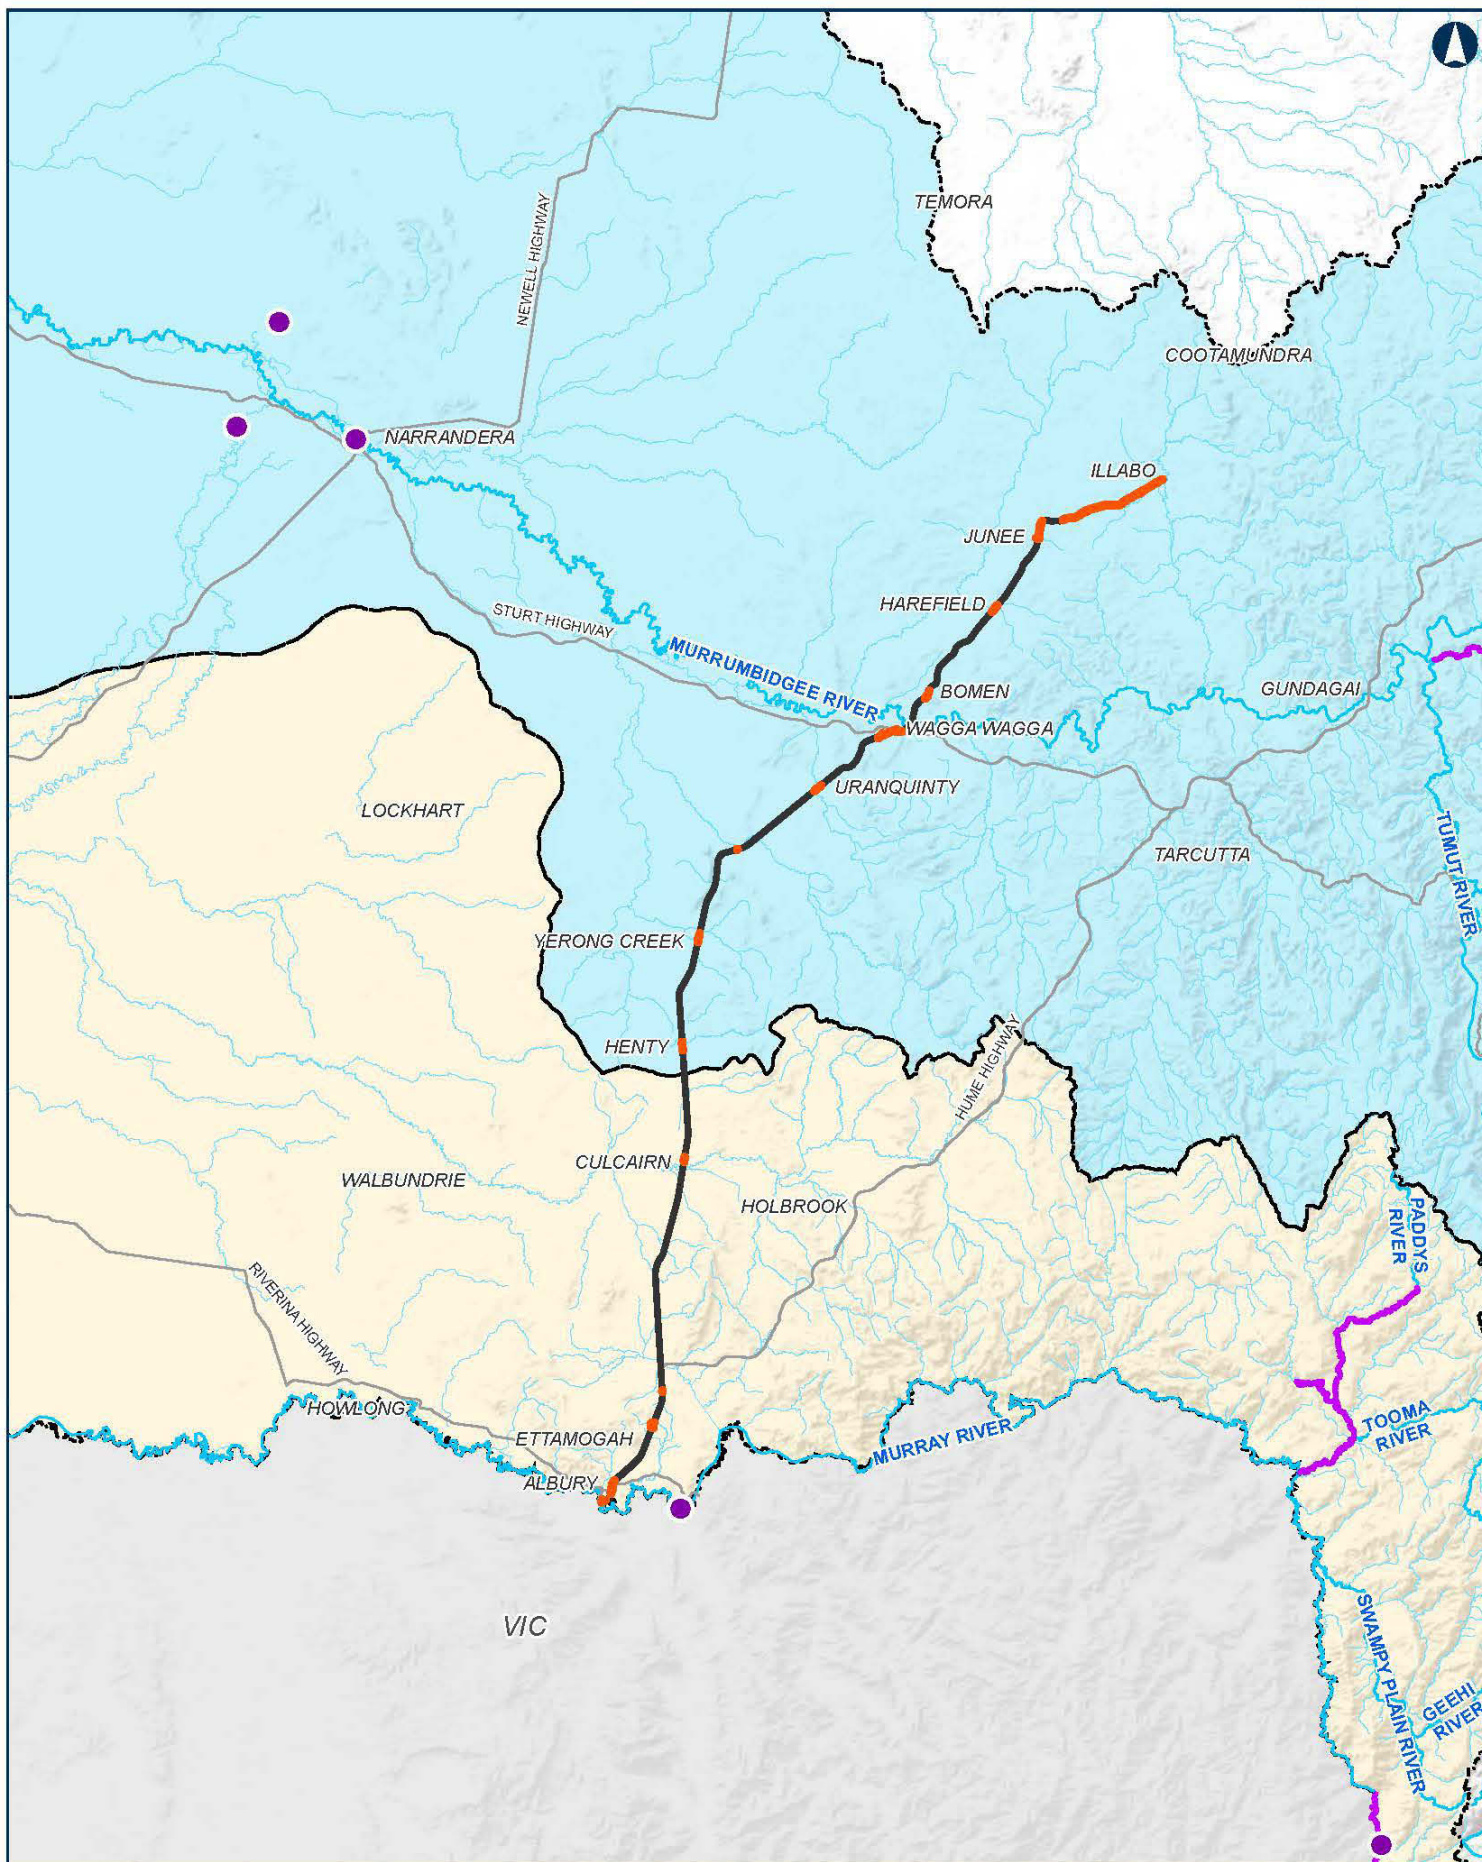 TEMORA
NEWELL HIGHWAY
COOTAMUNDRA
NARRANDERA
ILLABO
JUNEE
HAREFIELD
STURT HIGHWAY
MURRUMBIDGEE RIVER
BOMEN
GUNDAGAI
WAGGA WAGGA
URANQUINTY
LOCKHART
TARCUTTA
TUMUT RIVER
YERONG CREEK
HENTY
HUME HIGHWAY
CULCAIRN
WALBUNDRIE
HOLBROOK
PADDYS
RIVER
RIVERINA HIGHWAY
HOWLONG
ETTAMOGAH
MURRAY RIVER
TOOMA
RIVER
ALBURY
VIC
SWAMPY PLAIN RIVER
GEEHI
RIVER